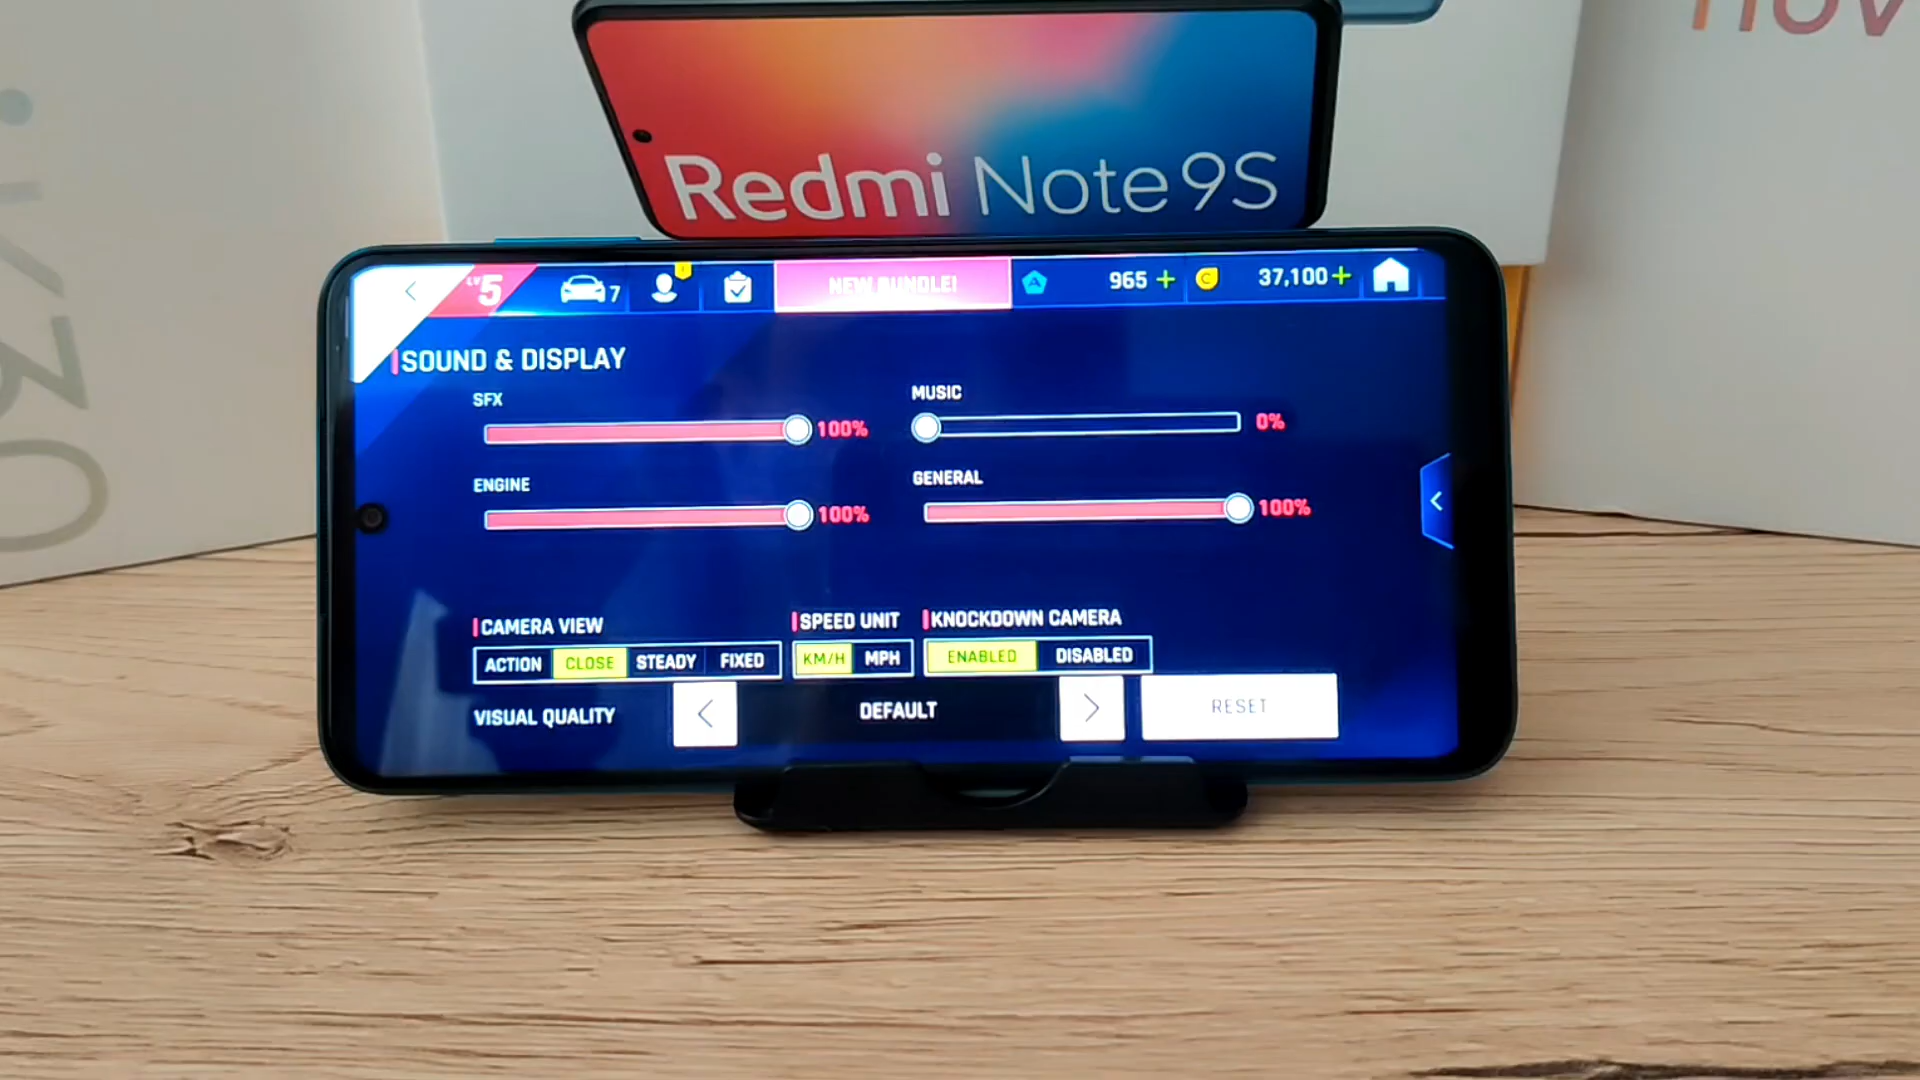 nov
Redmi Note 9S
LV 5
7
NEW BUNDLE!
965 +
37,100 +
SOUND & DISPLAY
SFX
100%
MUSIC
0%
ENGINE
100%
GENERAL
100%
CAMERA VIEW
SPEED UNIT
KNOCKDOWN CAMERA
ACTION CLOSE STEADY FIXED
KM/H MPH
ENABLED DISABLED
VISUAL QUALITY
DEFAULT
RESET